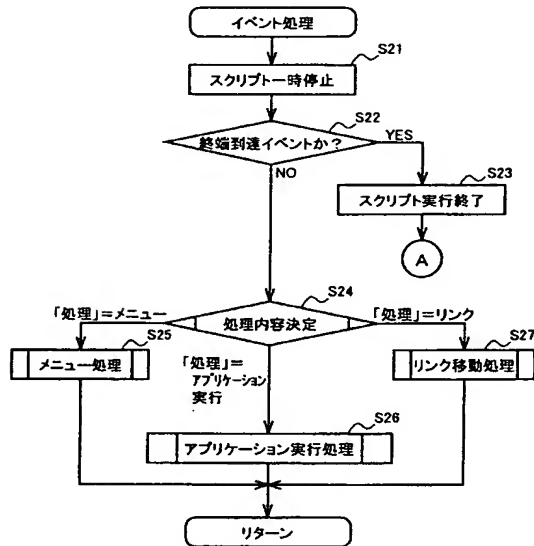 イベント処理
S21
スクリプト一時停止
S22
終端到達イベントか?
YES
NO
S23
スクリプト実行終了
A
S24
「処理」=メニュー
処理内容決定
「処理」=リンク
S25
メニュー処理
「処理」=
アプリケーション
実行
S27
リンク移動処理
S26
アプリケーション実行処理
リターン